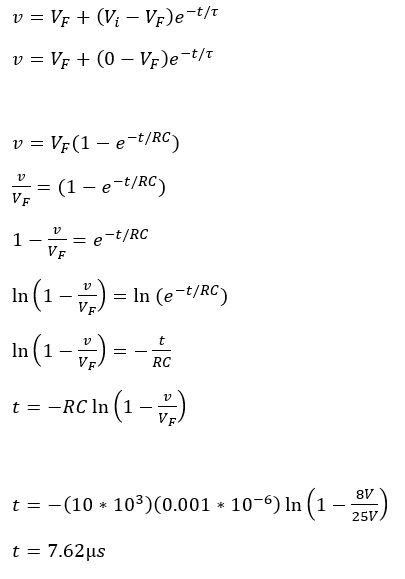 v = V_F + (V_i − V_F)e^{−t/τ}
v = V_F + (0 − V_F)e^{−t/τ}
v = V_F(1 − e^{−t/RC})
v/V_F = (1 − e^{−t/RC})
1 − v/V_F = e^{−t/RC}
ln(1 − v/V_F) = ln (e^{−t/RC})
ln(1 − v/V_F) = − t/RC
t = −RC ln(1 − v/V_F)
t = −(10 * 10^3)(0.001 * 10^{−6}) ln(1 − 8V/25V)
t = 7.62μs